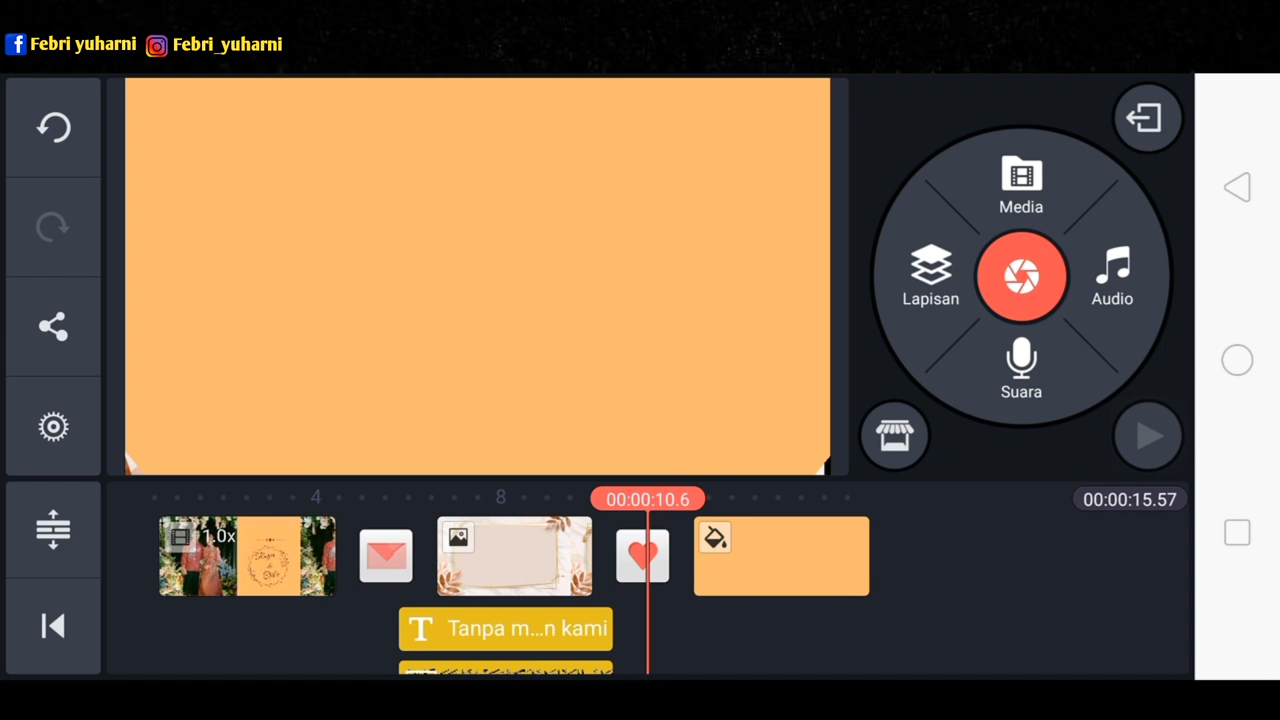 Febri yuharni Febri_yuharni
Media
Lapisan
Audio
Suara
4
8
00:00:10.6
00:00:15.57
1.0x
T Tanpa m...n kami